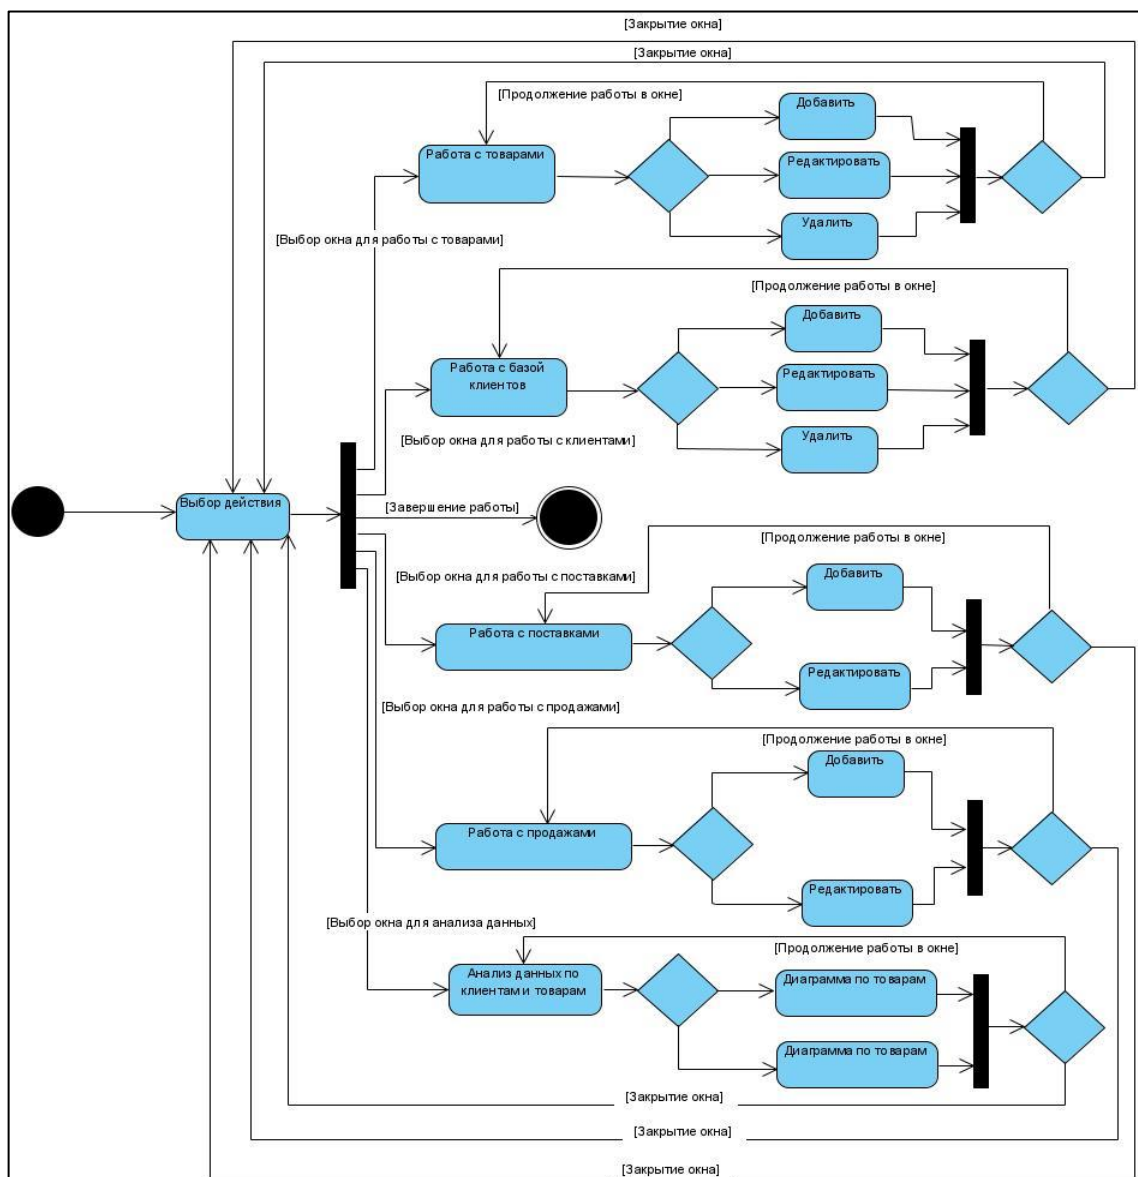 [Закрытие окна]
[Закрытие окна]
[Продолжение работы в окне]
Добавить
Работа с товарами
Редактировать
Удалить
[Выбор окна для работы с товарами]
[Продолжение работы в окне]
Добавить
Работа с базой
клиентов
Редактировать
Удалить
[Выбор окна для работы с клиентами]
Выбор действия
[Завершение работы]
[Продолжение работы в окне]
[Выбор окна для работы с поставками]
Добавить
Работа с поставками
Редактировать
[Выбор окна для работы с продажами]
[Продолжение работы в окне]
Добавить
Работа с продажами
Редактировать
[Выбор окна для анализа данных]
[Продолжение работы в окне]
Анализ данных по
клиентам и товарам
Диаграмма по товарам
Диаграмма по товарам
[Закрытие окна]
[Закрытие окна]
[Закрытие окна]